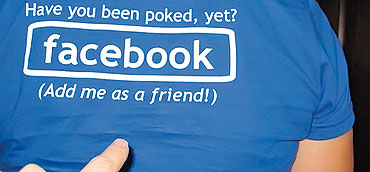 Have you been poked, yet?
facebook
(Add me as a friend!)